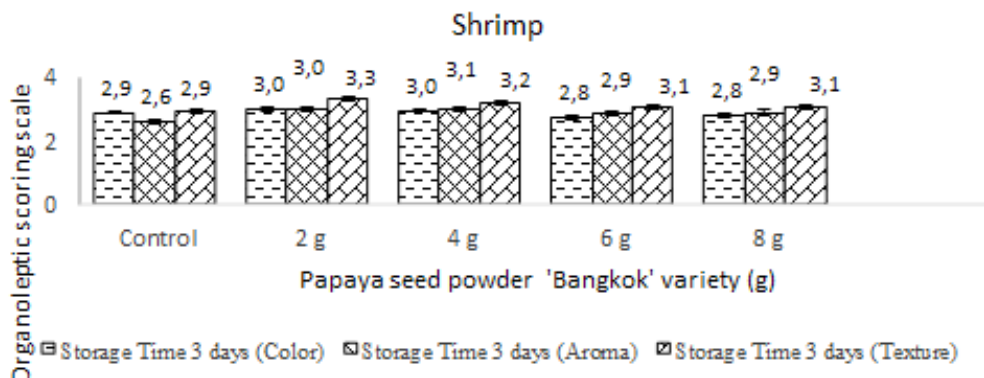 Shrimp
Organoleptic scoring scale
4
2
0
2,9 2,6 2,9 3,0 3,0 3,3 3,0 3,1 3,2 2,8 2,9 3,1 2,8 2,9 3,1
Control 2 g 4 g 6 g 8 g
Papaya seed powder 'Bangkok' variety (g)
Storage Time 3 days (Color) Storage Time 3 days (Aroma) Storage Time 3 days (Texture)